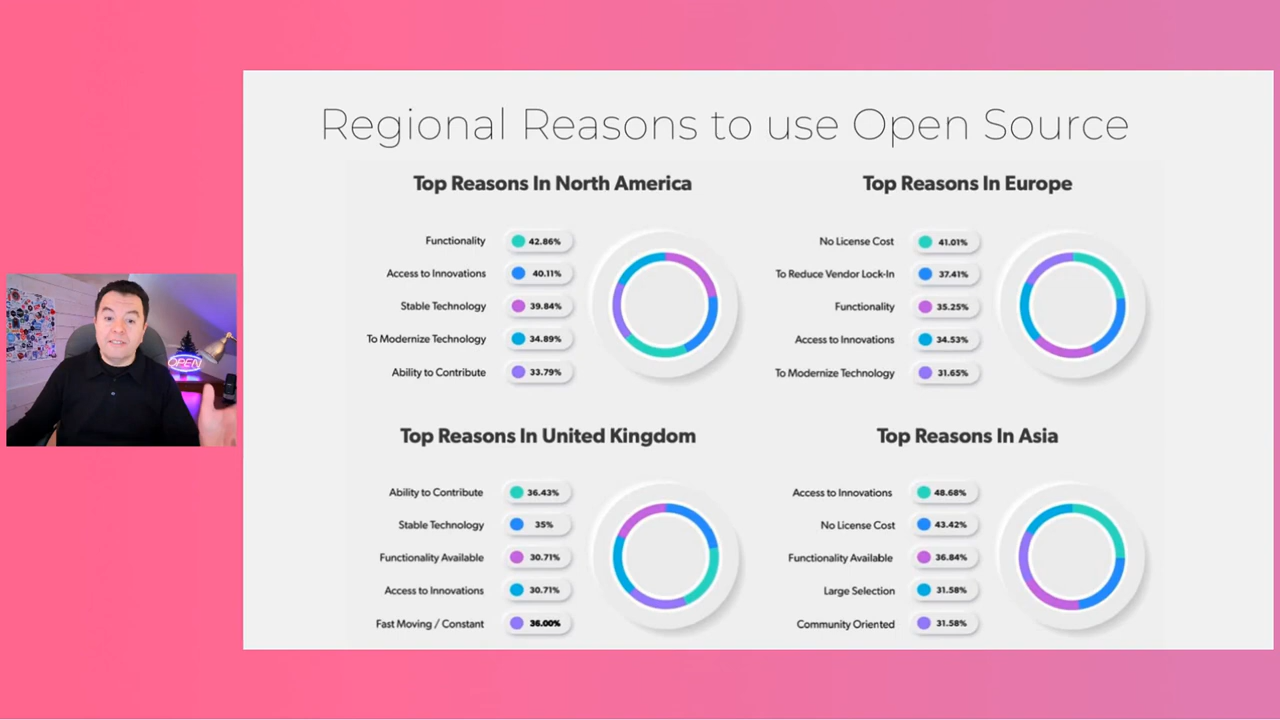 Regional Reasons to use Open Source
Top Reasons In North America
Functionality 42.86%
Access to Innovations 40.11%
Stable Technology 39.84%
To Modernize Technology 34.89%
Ability to Contribute 33.79%
Top Reasons In Europe
No License Cost 41.01%
To Reduce Vendor Lock-In 37.41%
Functionality 35.25%
Access to Innovations 34.53%
To Modernize Technology 31.65%
Top Reasons In United Kingdom
Ability to Contribute 36.43%
Stable Technology 35%
Functionality Available 30.71%
Access to Innovations 30.71%
Fast Moving / Constant 36.00%
Top Reasons In Asia
Access to Innovations 48.68%
No License Cost 43.42%
Functionality Available 36.84%
Large Selection 31.58%
Community Oriented 31.58%
OPEN